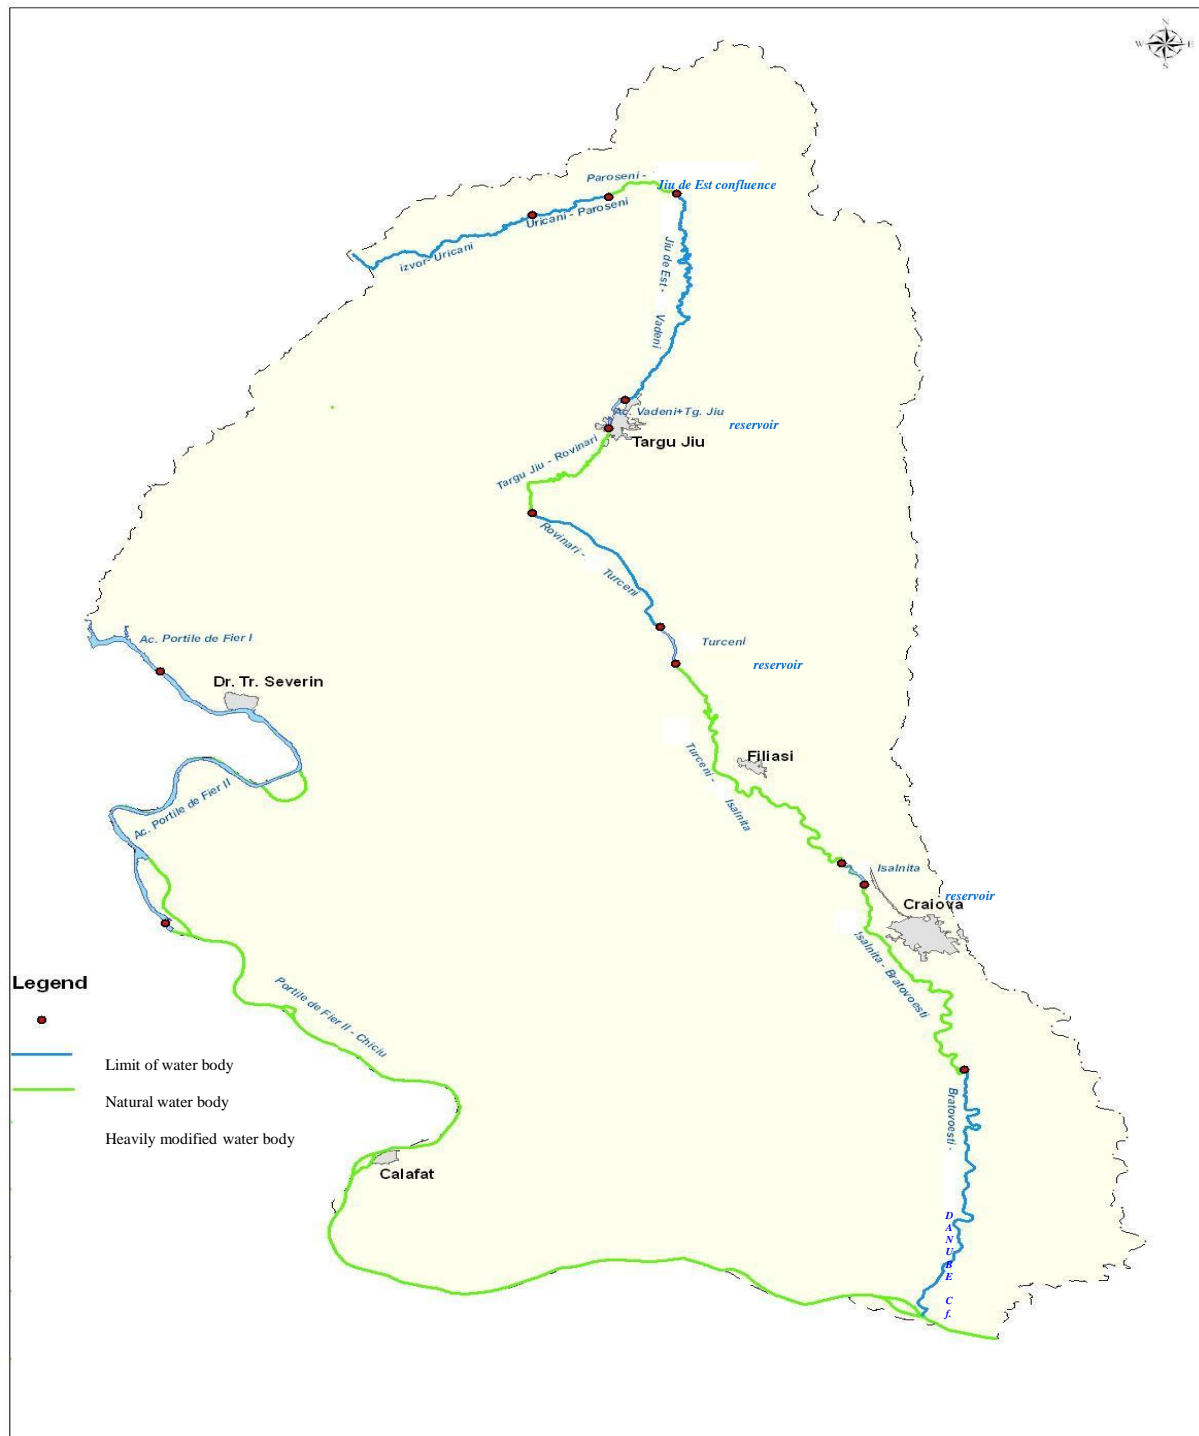 N
W E
S
Paroseni -
Jiu de Est confluence
Uricani - Paroseni
izvor- Uricani
Jiu de Est -
Vadeni
Ac. Vadeni+Tg. Jiu
reservoir
Targu Jiu
Targu Jiu - Rovinari
Rovinari -
Turceni
Ac. Portile de Fier I
Turceni
reservoir
Dr. Tr. Severin
Turceni -
Isalnita
Filiasi
Ac. Portile de Fier II
Isalnita
reservoir
Craiova
Isalnita - Bratovoesti
Legend
Portile de Fier II - Chiciu
Limit of water body
Natural water body
Heavily modified water body
Bratovoesti -
Calafat
DANUBE Cf.